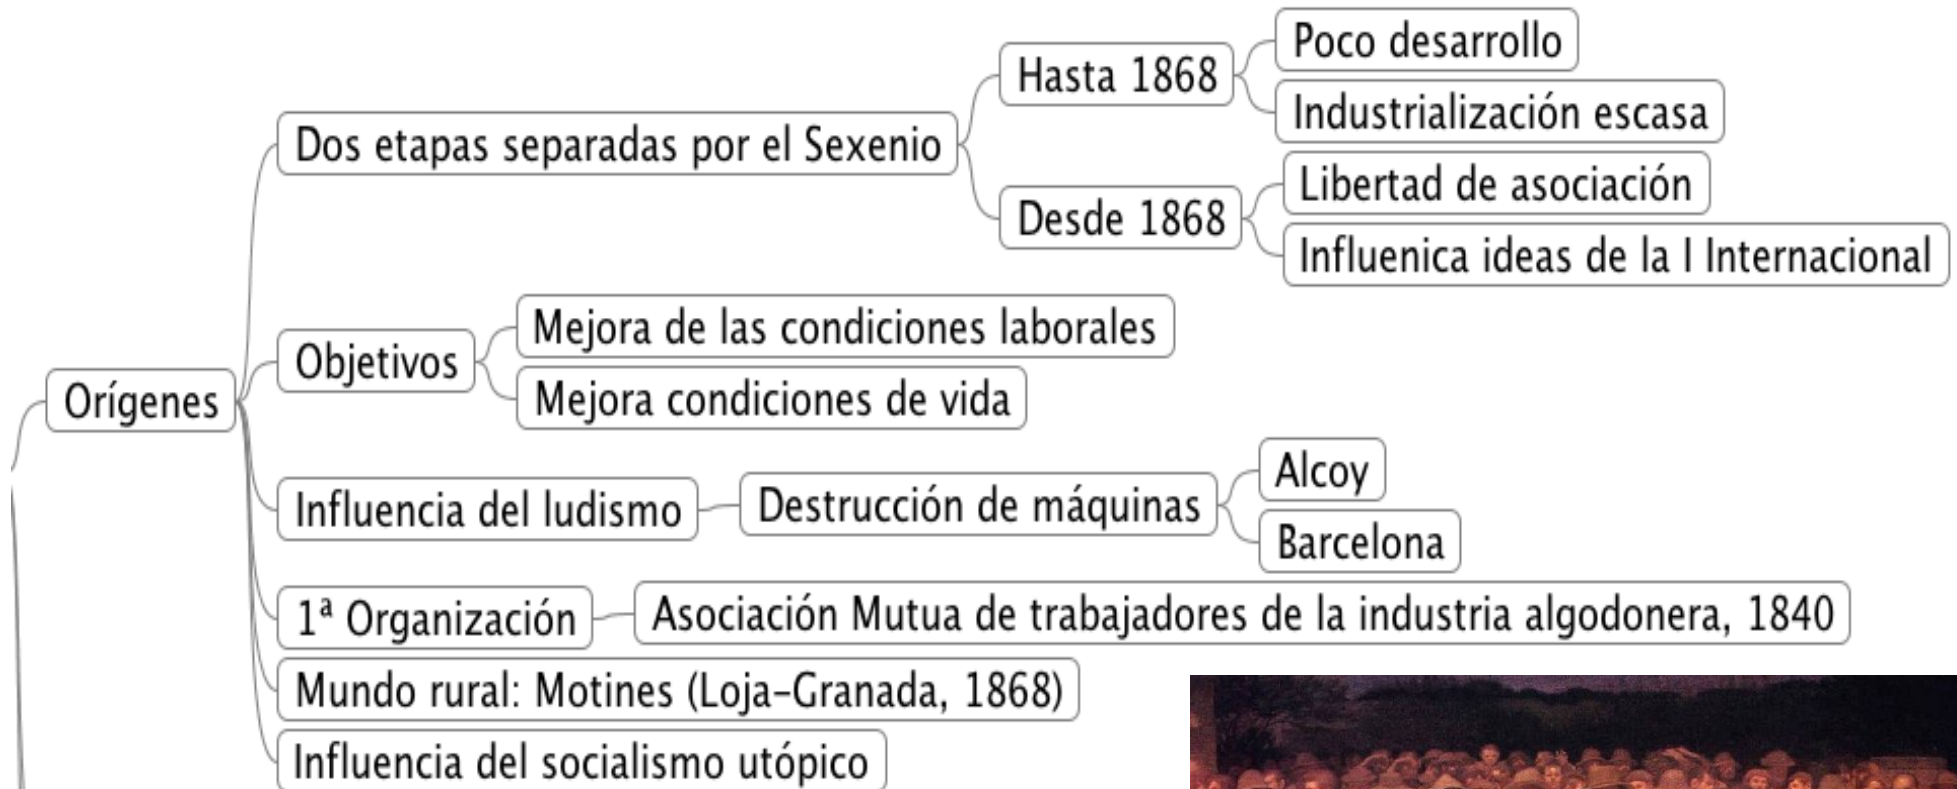 Orígenes
Dos etapas separadas por el Sexenio
Hasta 1868
Poco desarrollo
Industrialización escasa
Desde 1868
Libertad de asociación
Influenica ideas de la I Internacional
Objetivos
Mejora de las condiciones laborales
Mejora condiciones de vida
Influencia del ludismo
Destrucción de máquinas
Alcoy
Barcelona
1ª Organización
Asociación Mutua de trabajadores de la industria algodonera, 1840
Mundo rural: Motines (Loja-Granada, 1868)
Influencia del socialismo utópico